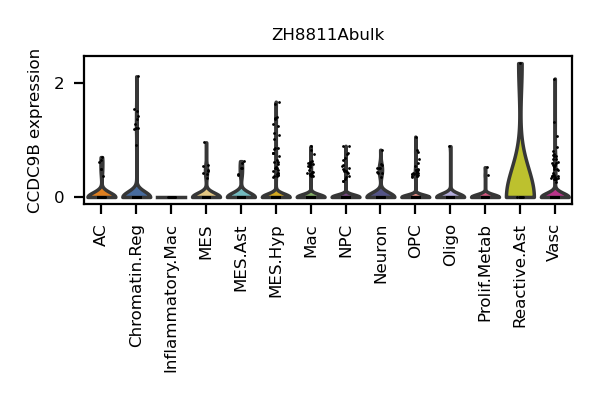 ZH8811Abulk
CCDC9B expression
2
0
AC
Chromatin.Reg
Inflammatory.Mac
MES
MES.Ast
MES.Hyp
Mac
NPC
Neuron
OPC
Oligo
Prolif.Metab
Reactive.Ast
Vasc